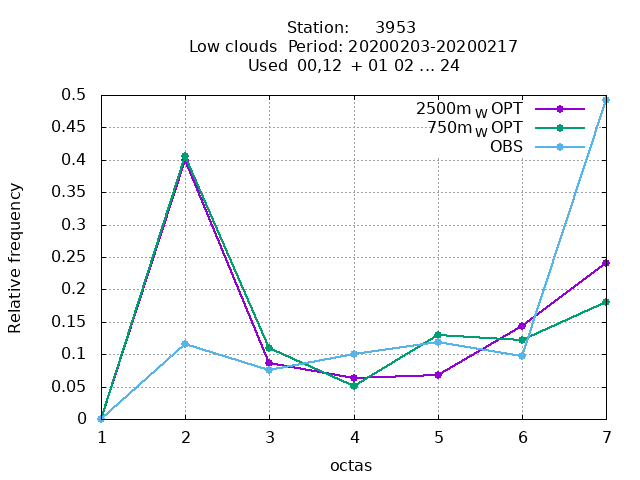 Station: 3953
Low clouds Period: 20200203-20200217
Used 00,12 + 01 02 ... 24
2500m W OPT
750m W OPT
OBS
0.5
0.45
0.4
0.35
0.3
0.25
0.2
0.15
0.1
0.05
0
Relative frequency
1 2 3 4 5 6 7
octas